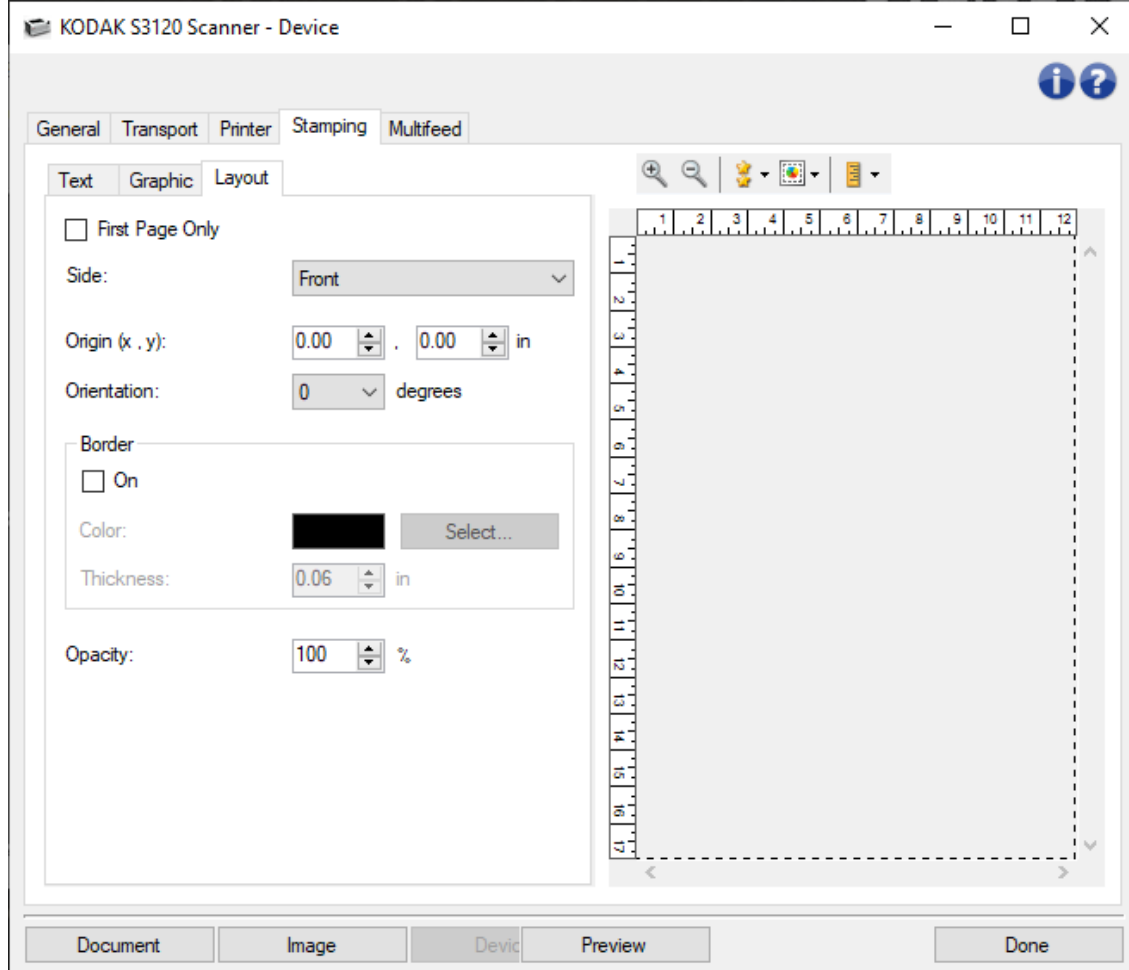 KODAK S3120 Scanner - Device
General Transport Printer Stamping Multifeed
Text Graphic Layout
First Page Only
Side: Front
Origin (x , y): 0.00 , 0.00 in
Orientation: 0 degrees
Border
On
Color: Select...
Thickness: 0.06 in
Opacity: 100 %
1 2 3 4 5 6 7 8 9 10 11 12
1
2
3
4
5
6
7
8
9
10
11
12
13
14
15
16
17
Document Image Devic Preview Done